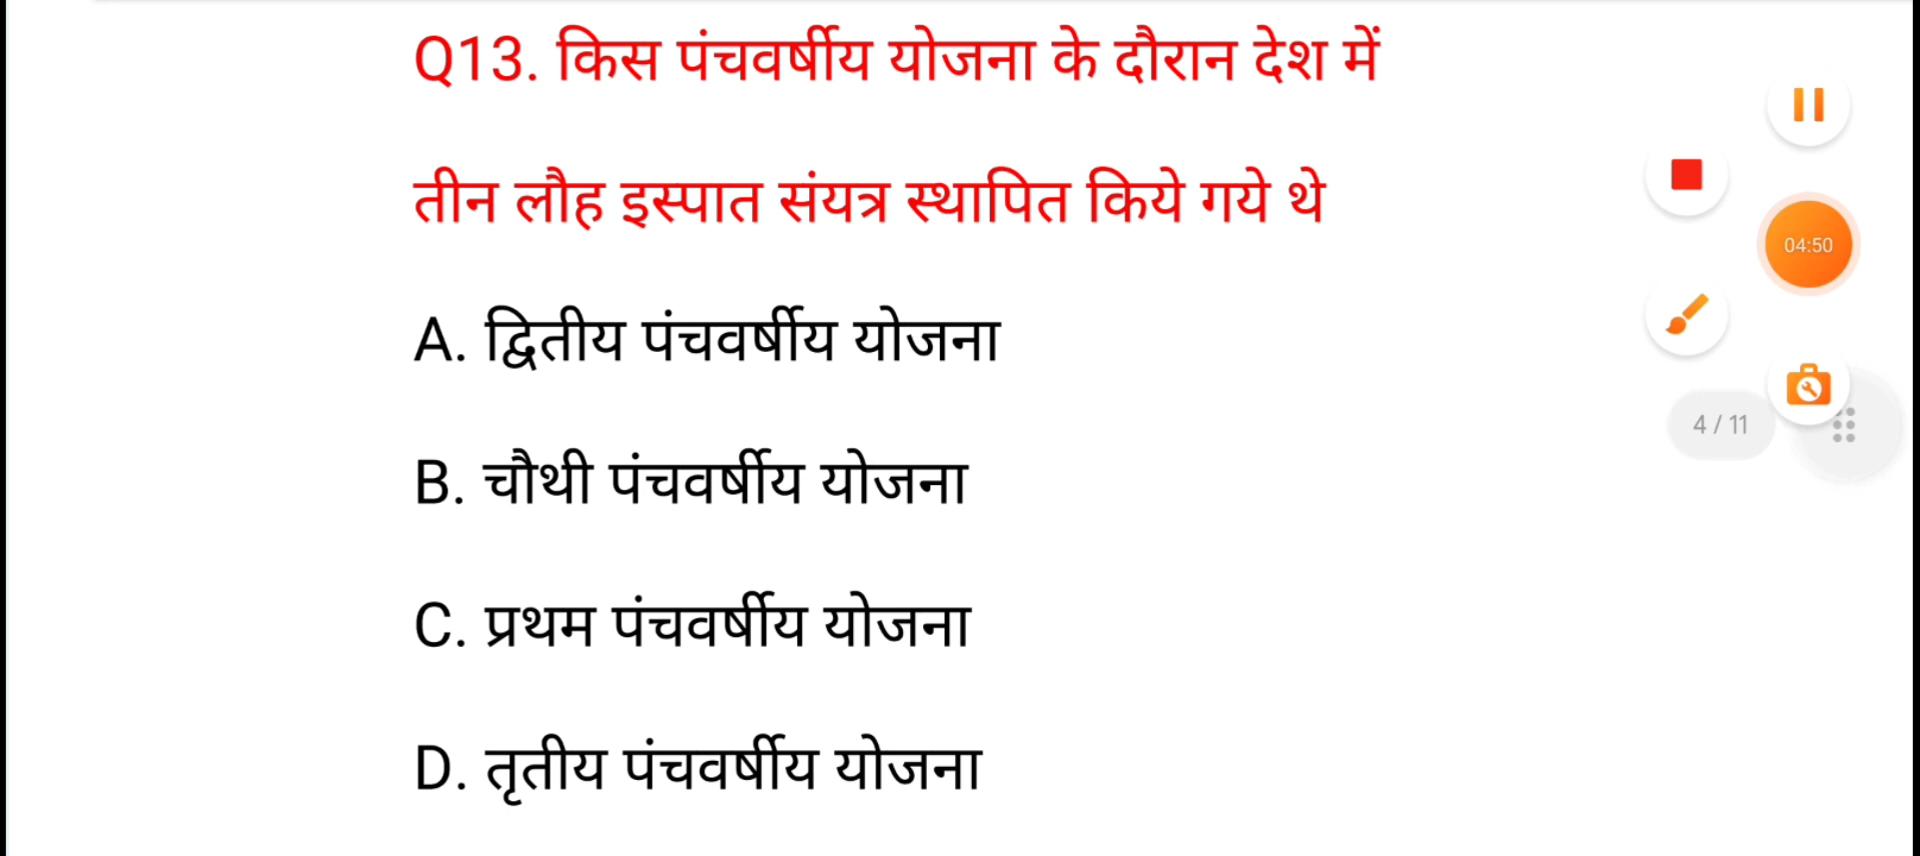 Q13. किस पंचवर्षीय योजना के दौरान देश में
तीन लौह इस्पात संयत्र स्थापित किये गये थे
A. द्वितीय पंचवर्षीय योजना
B. चौथी पंचवर्षीय योजना
C. प्रथम पंचवर्षीय योजना
D. तृतीय पंचवर्षीय योजना
04:50
4 / 11